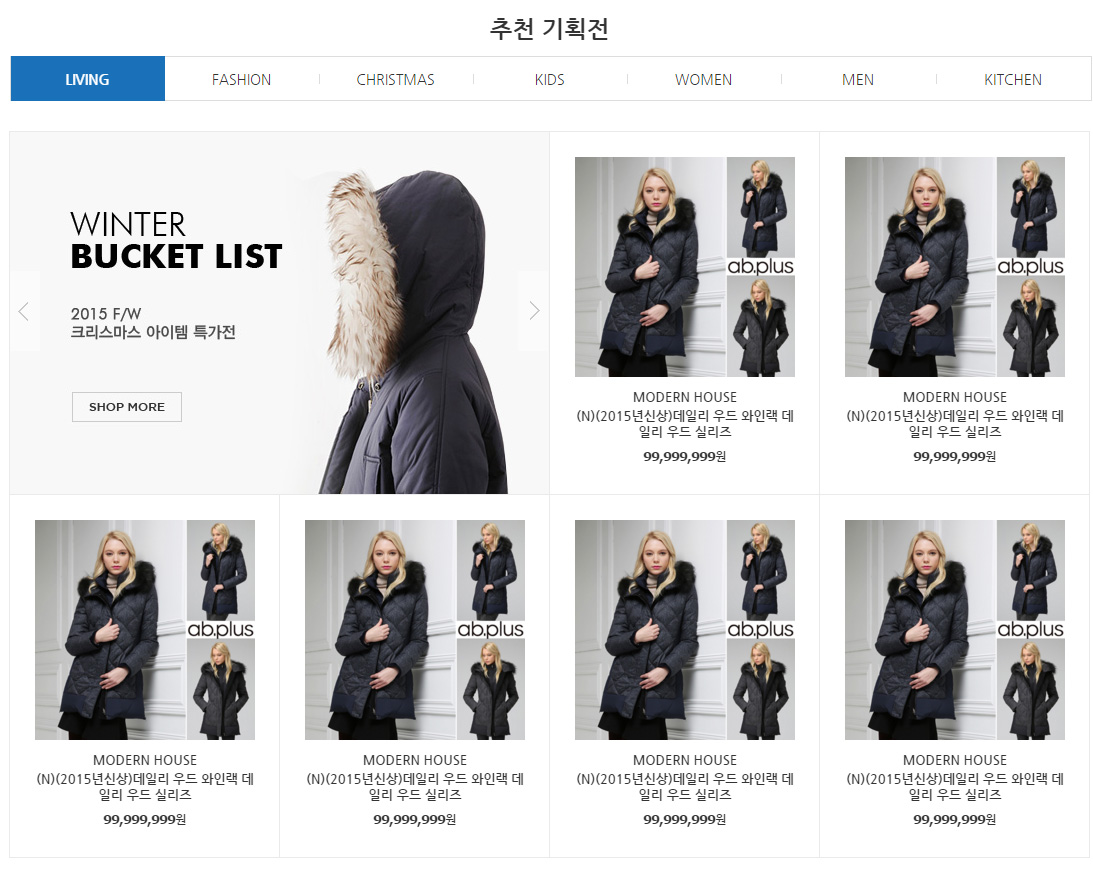 추천 기획전
LIVING
FASHION
CHRISTMAS
KIDS
WOMEN
MEN
KITCHEN
WINTER
BUCKET LIST
2015 F/W
크리스마스 아이템 특가전
SHOP MORE
ab.plus
MODERN HOUSE
(N)(2015년신상)데일리 우드 와인랙 데
일리 우드 실리즈
99,999,999원
ab.plus
MODERN HOUSE
(N)(2015년신상)데일리 우드 와인랙 데
일리 우드 실리즈
99,999,999원
ab.plus
MODERN HOUSE
(N)(2015년신상)데일리 우드 와인랙 데
일리 우드 실리즈
99,999,999원
ab.plus
MODERN HOUSE
(N)(2015년신상)데일리 우드 와인랙 데
일리 우드 실리즈
99,999,999원
ab.plus
MODERN HOUSE
(N)(2015년신상)데일리 우드 와인랙 데
일리 우드 실리즈
99,999,999원
ab.plus
MODERN HOUSE
(N)(2015년신상)데일리 우드 와인랙 데
일리 우드 실리즈
99,999,999원